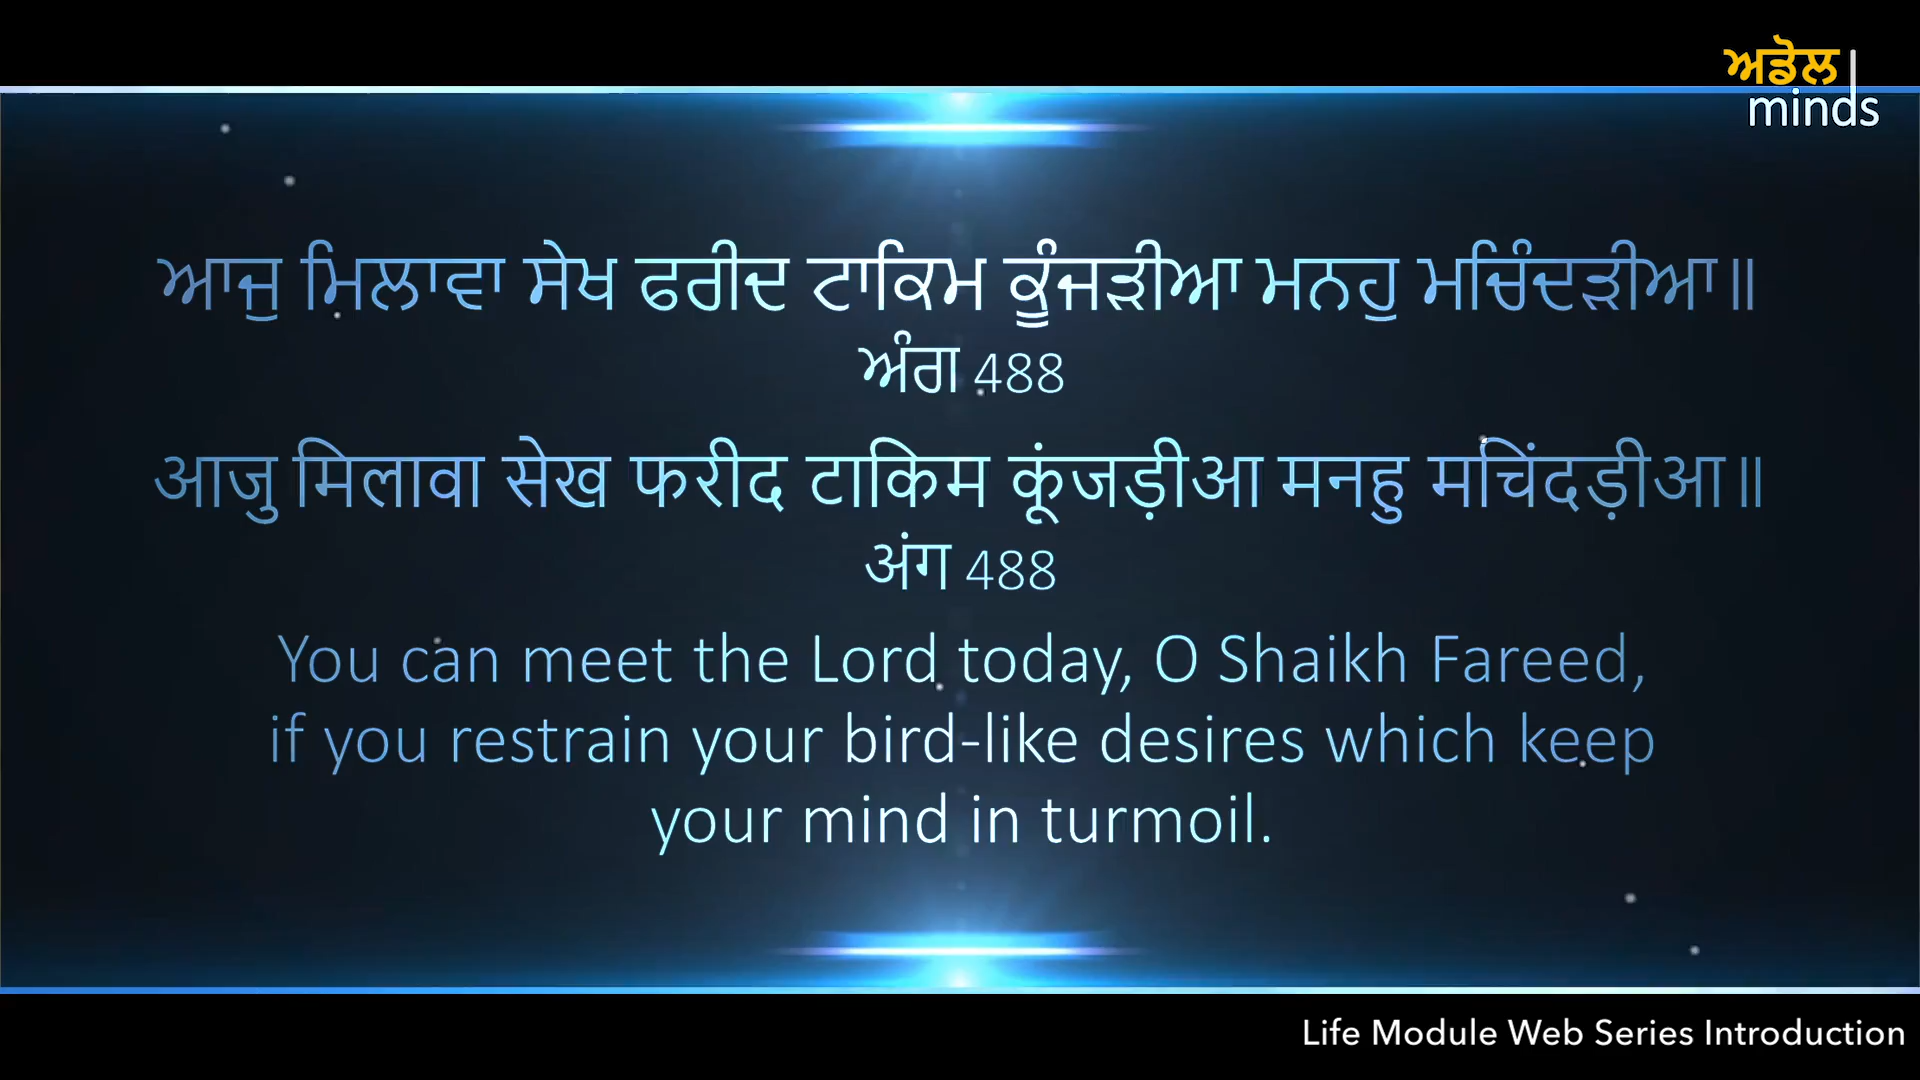 ਅਡੋਲ
minds
ਆਜੁ ਮਿਲਾਵਾ ਸੇਖ ਫਰੀਦ ਟਾਕਿਮ ਕੂੰਜੜੀਆ ਮਨਹੁ ਮਚਿੰਦੜੀਆ॥
ਅੰਗ 488
आजु मिलावा सेख फरीद टाकिम कूंजड़ीआ मनहु मचिंदड़ीआ॥
अंग 488
You can meet the Lord today, O Shaikh Fareed,
if you restrain your bird-like desires which keep
your mind in turmoil.
Life Module Web Series Introduction